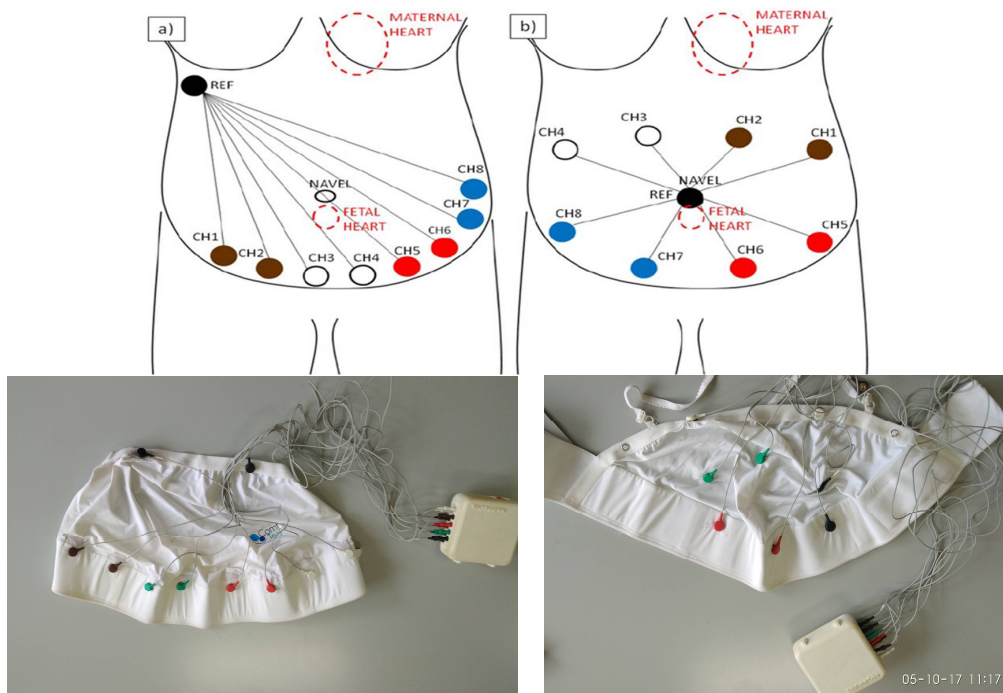 a)
MATERNAL
HEART
REF
NAVEL
FETAL
HEART
CH1
CH2
CH3
CH4
CH5
CH6
CH7
CH8
b)
MATERNAL
HEART
CH4
CH3
CH2
CH1
NAVEL
REF
FETAL
HEART
CH8
CH7
CH6
CH5
05-10-17 11:17